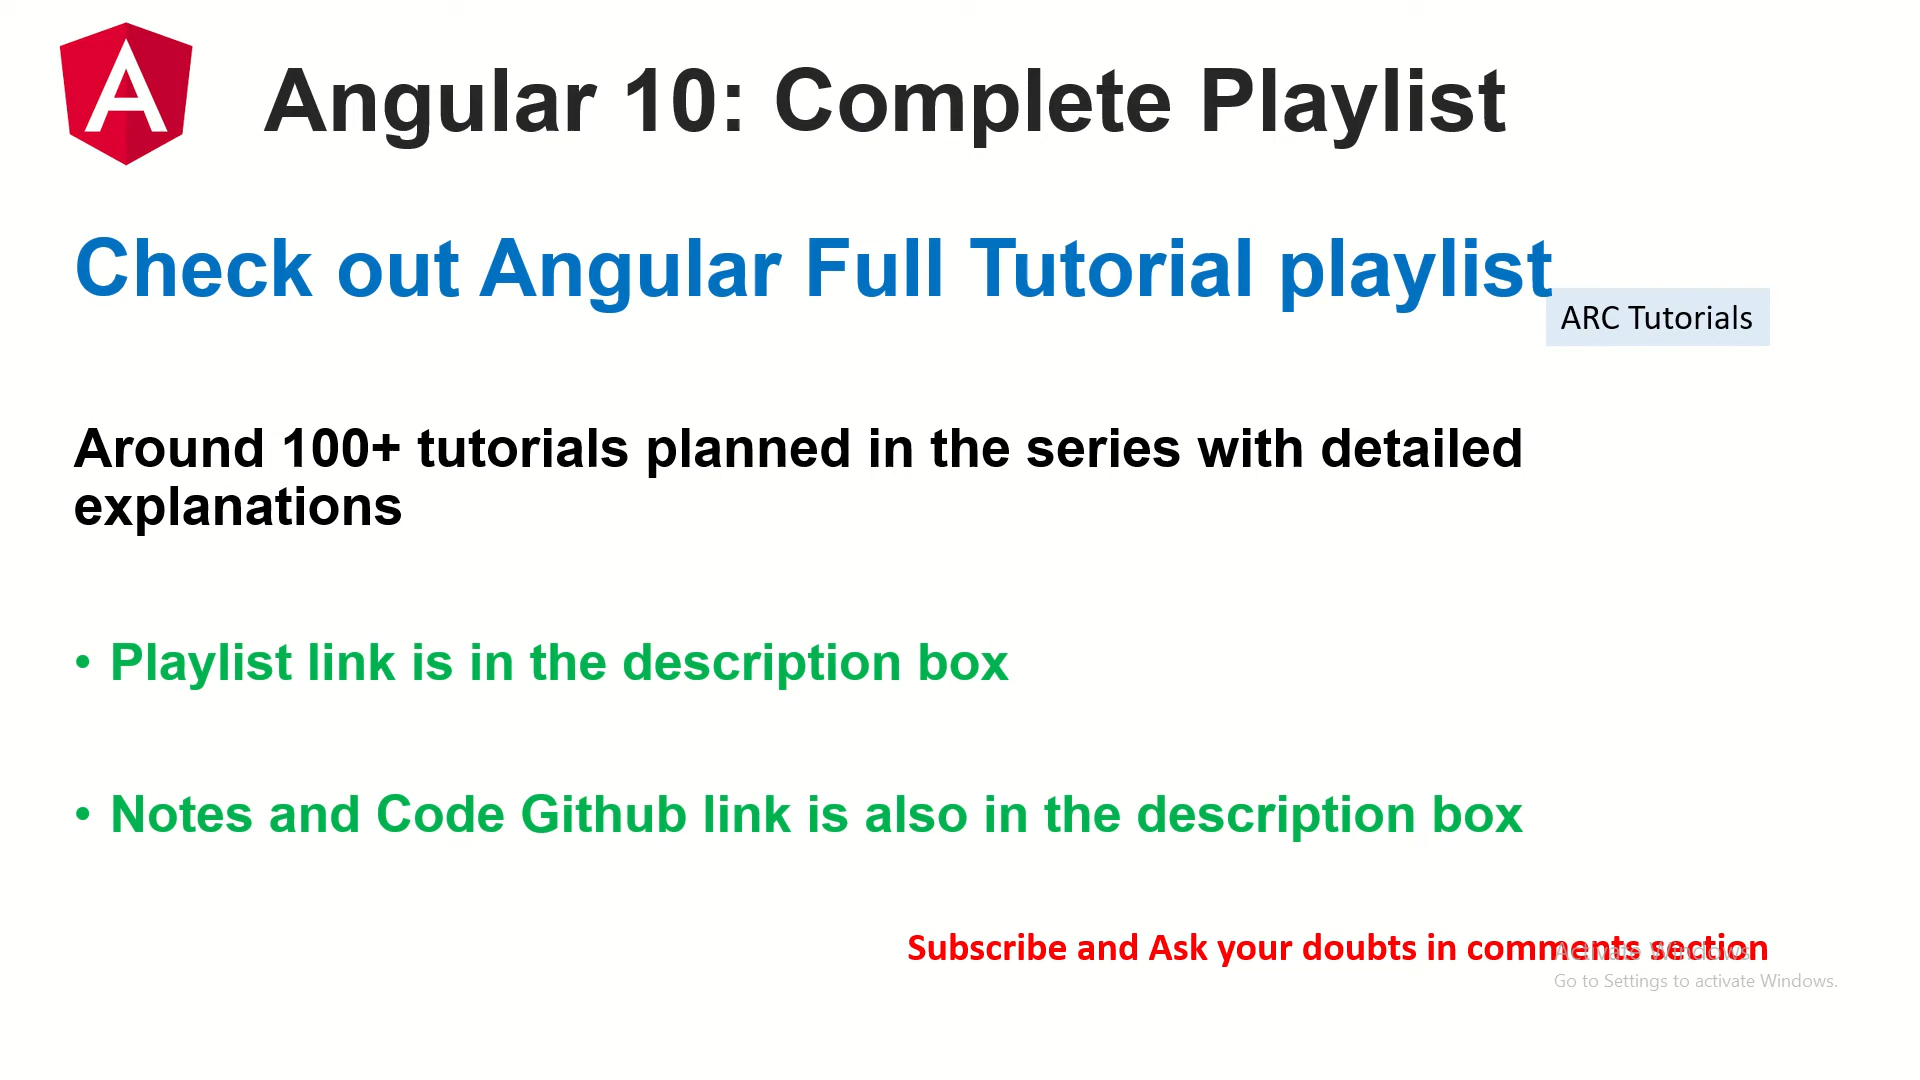 A
Angular 10: Complete Playlist
Check out Angular Full Tutorial playlist
ARC Tutorials
Around 100+ tutorials planned in the series with detailed
explanations
• Playlist link is in the description box
• Notes and Code Github link is also in the description box
Subscribe and Ask your doubts in comments section
Activate Windows
Go to Settings to activate Windows.